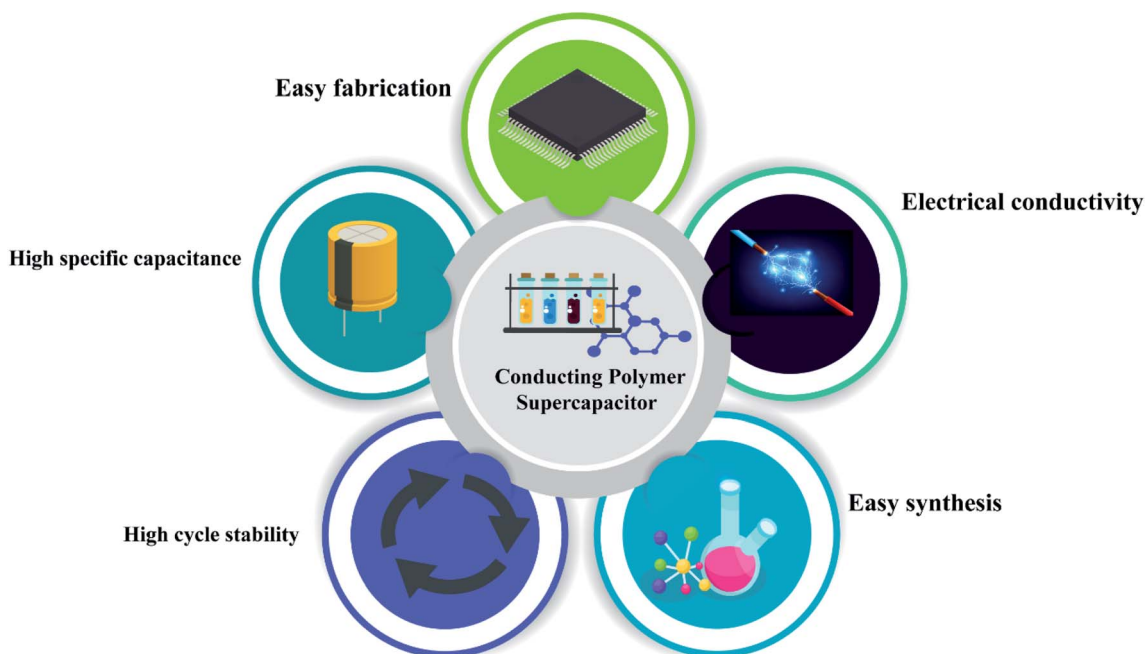 Easy fabrication
Electrical conductivity
High specific capacitance
Conducting Polymer
Supercapacitor
High cycle stability
Easy synthesis